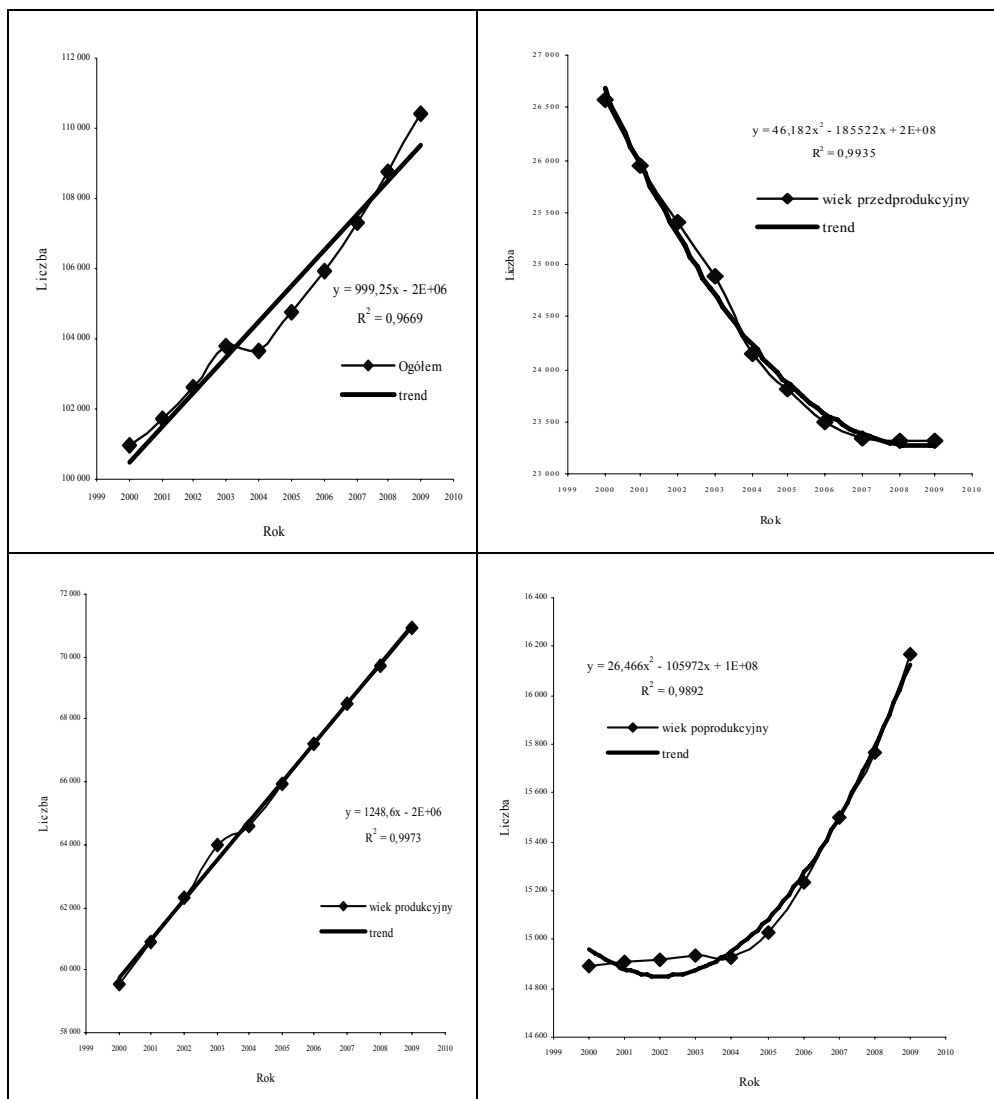 112 000
110 000
108 000
106 000
104 000
102 000
100 000
Liczba
y = 999,25x - 2E+06
R² = 0,9669
Ogółem
trend
1999 2000 2001 2002 2003 2004 2005 2006 2007 2008 2009 2010
Rok
27 000
26 500
26 000
25 500
25 000
24 500
24 000
23 500
23 000
Liczba
y = 46,182x² - 185522x + 2E+08
R² = 0,9935
wiek przedprodukcyjny
trend
1999 2000 2001 2002 2003 2004 2005 2006 2007 2008 2009 2010
Rok
72 000
70 000
68 000
66 000
64 000
62 000
60 000
58 000
Liczba
y = 1248,6x - 2E+06
R² = 0,9973
wiek produkcyjny
trend
1999 2000 2001 2002 2003 2004 2005 2006 2007 2008 2009 2010
Rok
16 400
16 200
16 000
15 800
15 600
15 400
15 200
15 000
14 800
14 600
Liczba
y = 26,466x² - 105972x + 1E+08
R² = 0,9892
wiek poprodukcyjny
trend
1999 2000 2001 2002 2003 2004 2005 2006 2007 2008 2009 2010
Rok